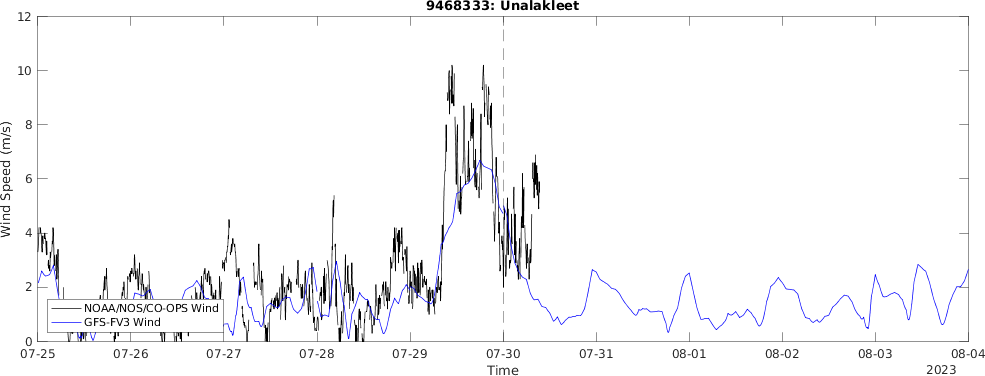 9468333: Unalakleet
Wind Speed (m/s)
12
10
8
6
4
2
0
NOAA/NOS/CO-OPS Wind
GFS-FV3 Wind
07-25 07-26 07-27 07-28 07-29 07-30 07-31 08-01 08-02 08-03 08-04
Time
2023